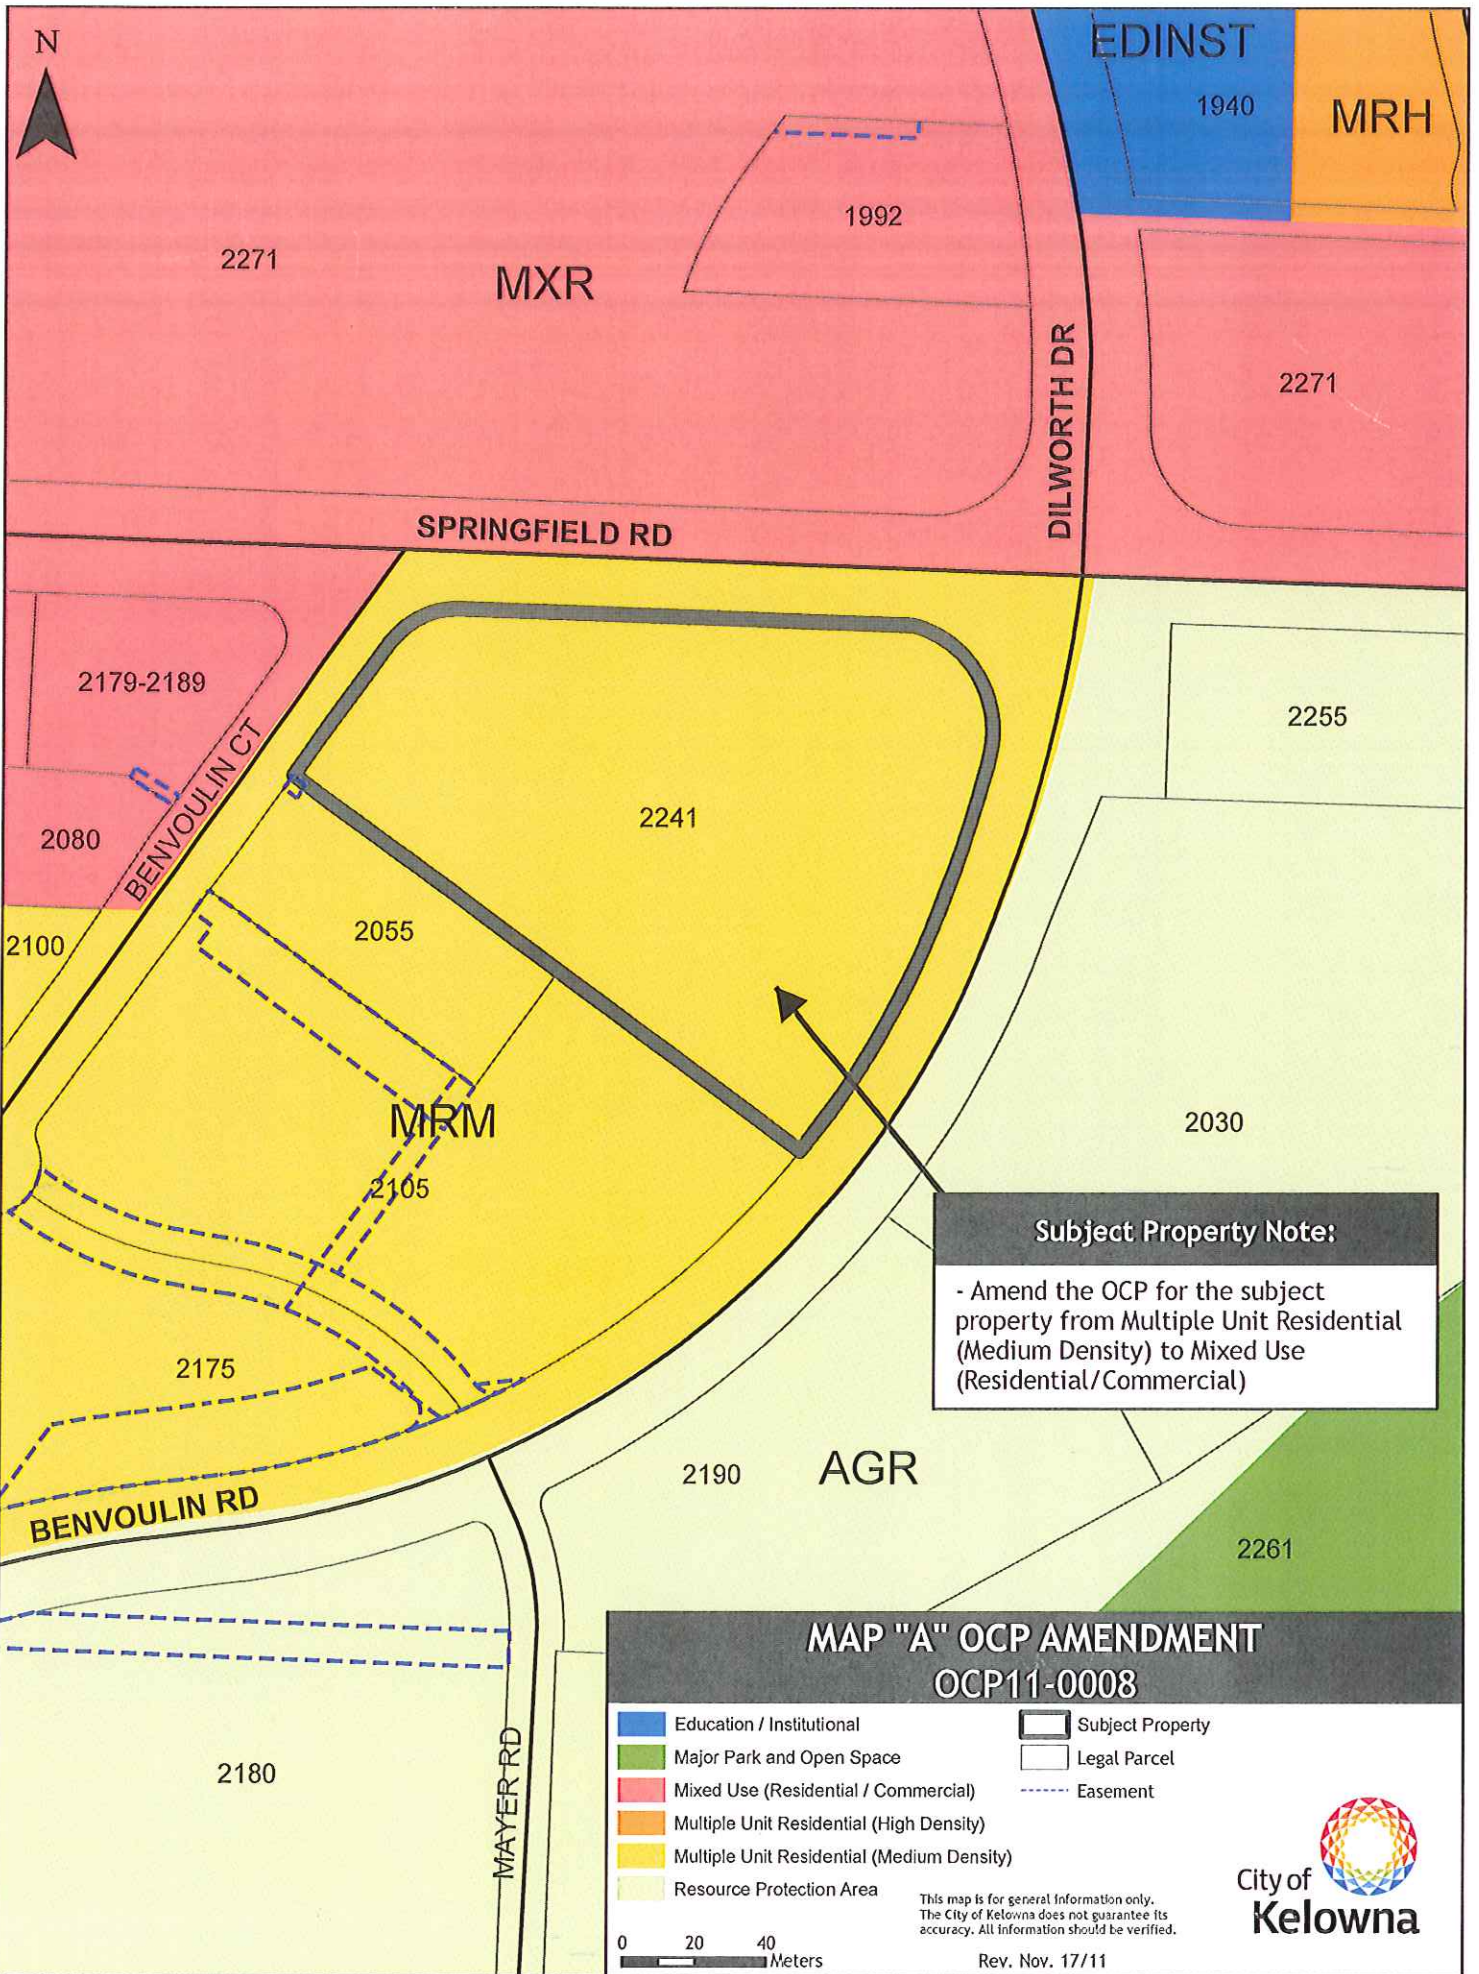 N
EDINST
1940
MRH
1992
2271
MXR
2271
DILWORTH DR
SPRINGFIELD RD
2179-2189
2255
BENVOULIN CT
2241
2080
2055
2100
MRM
2030
2105
Subject Property Note:
- Amend the OCP for the subject
property from Multiple Unit Residential
(Medium Density) to Mixed Use
(Residential/Commercial)
2175
2190
AGR
BENVOULIN RD
2261
2180
MAYER RD
MAP "A" OCP AMENDMENT
OCP11-0008
Education / Institutional
Major Park and Open Space
Mixed Use (Residential / Commercial)
Multiple Unit Residential (High Density)
Multiple Unit Residential (Medium Density)
Resource Protection Area
Subject Property
Legal Parcel
Easement
This map is for general information only.
The City of Kelowna does not guarantee its
accuracy. All information should be verified.
0 20 40
Meters
Rev. Nov. 17/11
City of
Kelowna